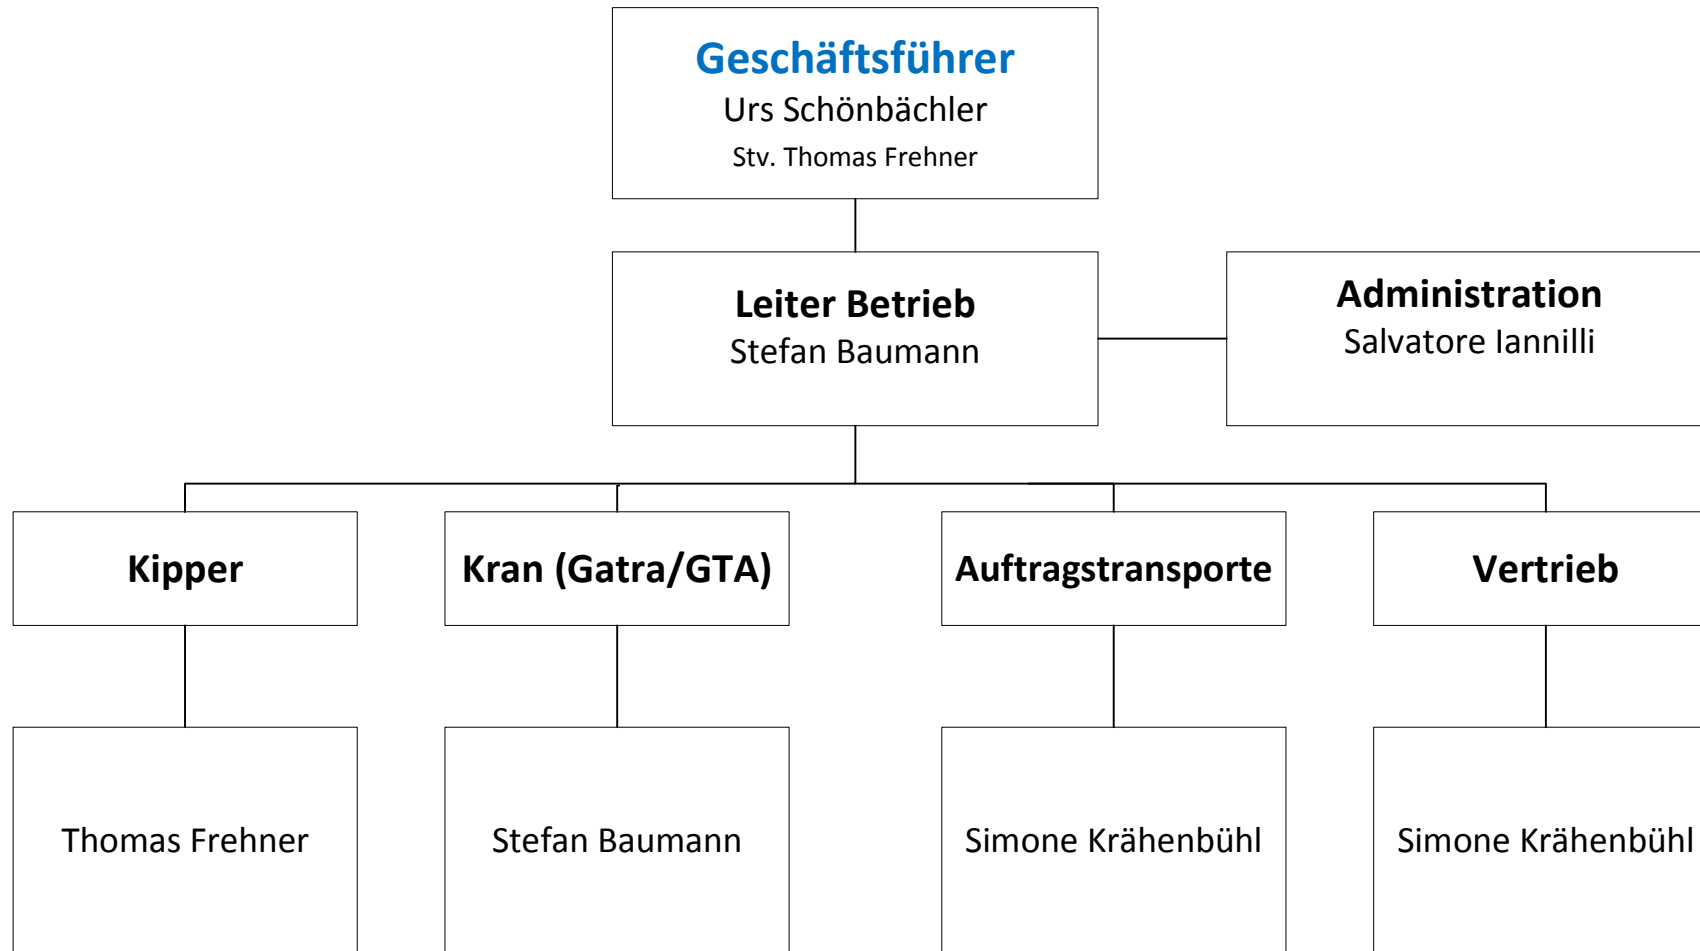 Geschäftsführer
Urs Schönbächler
Stv. Thomas Frehner
Leiter Betrieb
Stefan Baumann
Administration
Salvatore Iannilli
Kipper
Kran (Gatra/GTA)
Auftragstransporte
Vertrieb
Thomas Frehner
Stefan Baumann
Simone Krähenbühl
Simone Krähenbühl